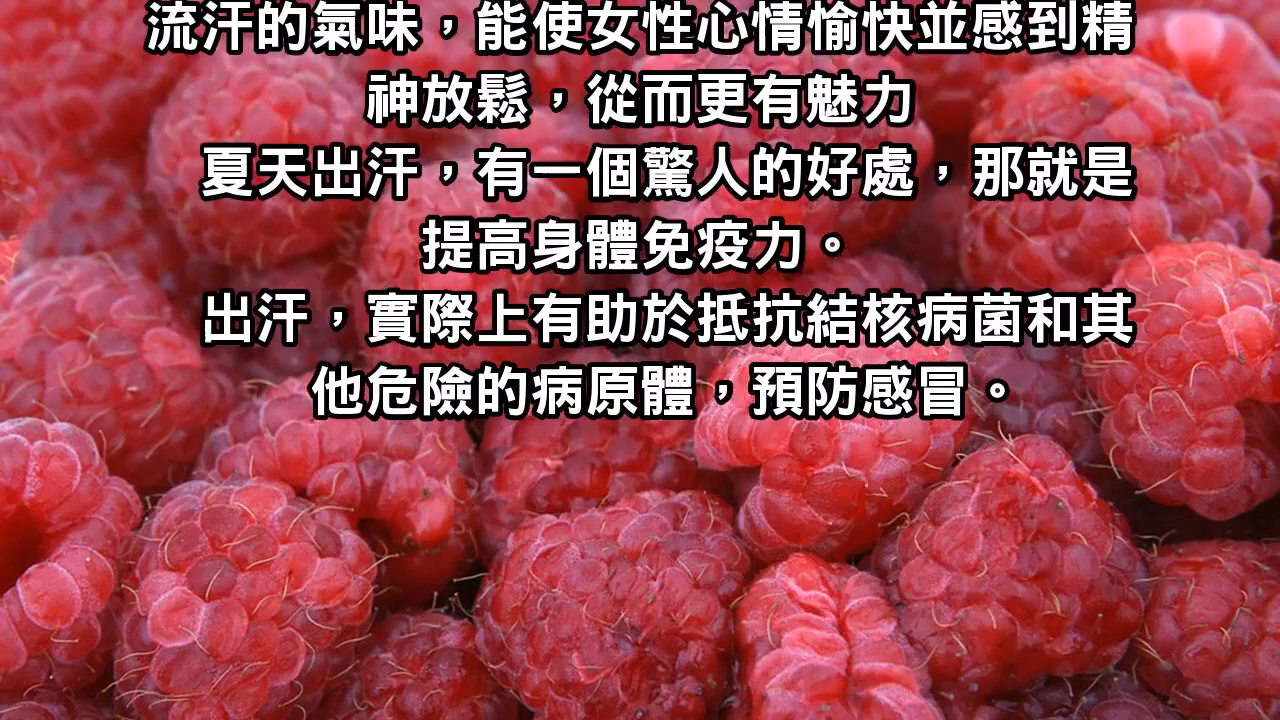 流汗的氣味，能使女性心情愉快並感到精
神放鬆，從而更有魅力
夏天出汗，有一個驚人的好處，那就是
提高身體免疫力。
出汗，實際上有助於抵抗結核病菌和其
他危險的病原體，預防感冒。